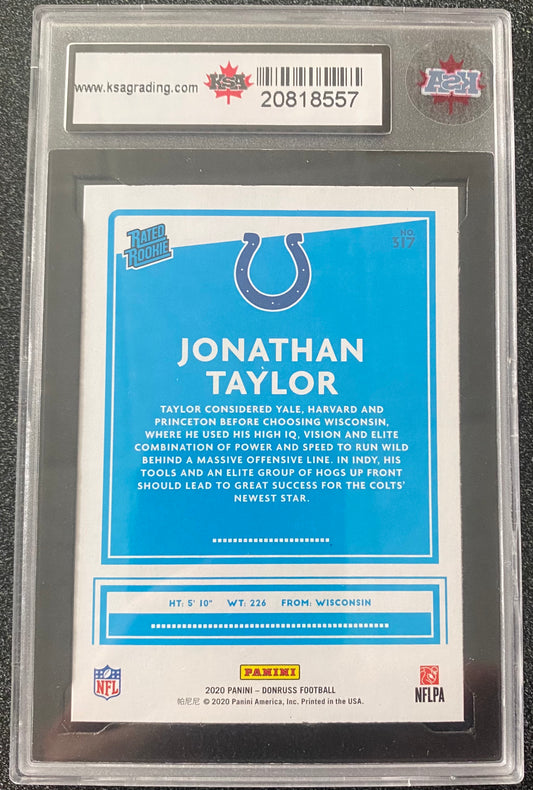 www.ksagrading.com
KSA
20818557
KSA
RATED
ROOKIE
NO.
317
JONATHAN
TAYLOR
TAYLOR CONSIDERED YALE, HARVARD AND
PRINCETON BEFORE CHOOSING WISCONSIN,
WHERE HE USED HIS HIGH IQ, VISION AND ELITE
COMBINATION OF POWER AND SPEED TO RUN WILD
BEHIND A MASSIVE OFFENSIVE LINE. IN INDY, HIS
TOOLS AND AN ELITE GROUP OF HOGS UP FRONT
SHOULD LEAD TO GREAT SUCCESS FOR THE COLTS'
NEWEST STAR.
HT: 5' 10" WT: 226 FROM: WISCONSIN
NFL
PANINI
NFLPA
2020 PANINI – DONRUSS FOOTBALL
帕尼尼 © 2020 Panini America, Inc. Printed in the USA.